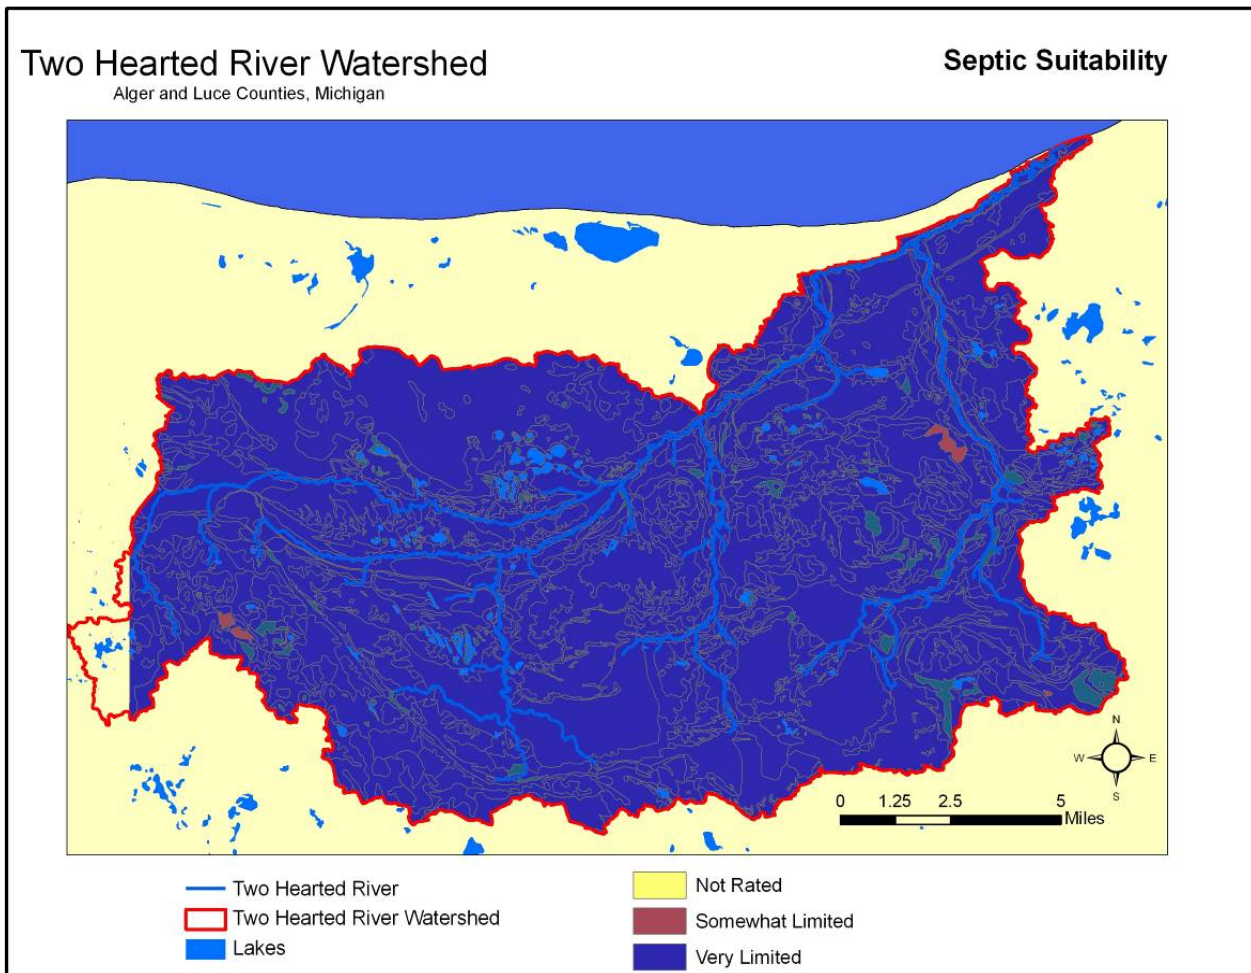 Two Hearted River Watershed
Alger and Luce Counties, Michigan
Septic Suitability
N
W E
S
0 1.25 2.5 5
Miles
Two Hearted River
Two Hearted River Watershed
Lakes
Not Rated
Somewhat Limited
Very Limited